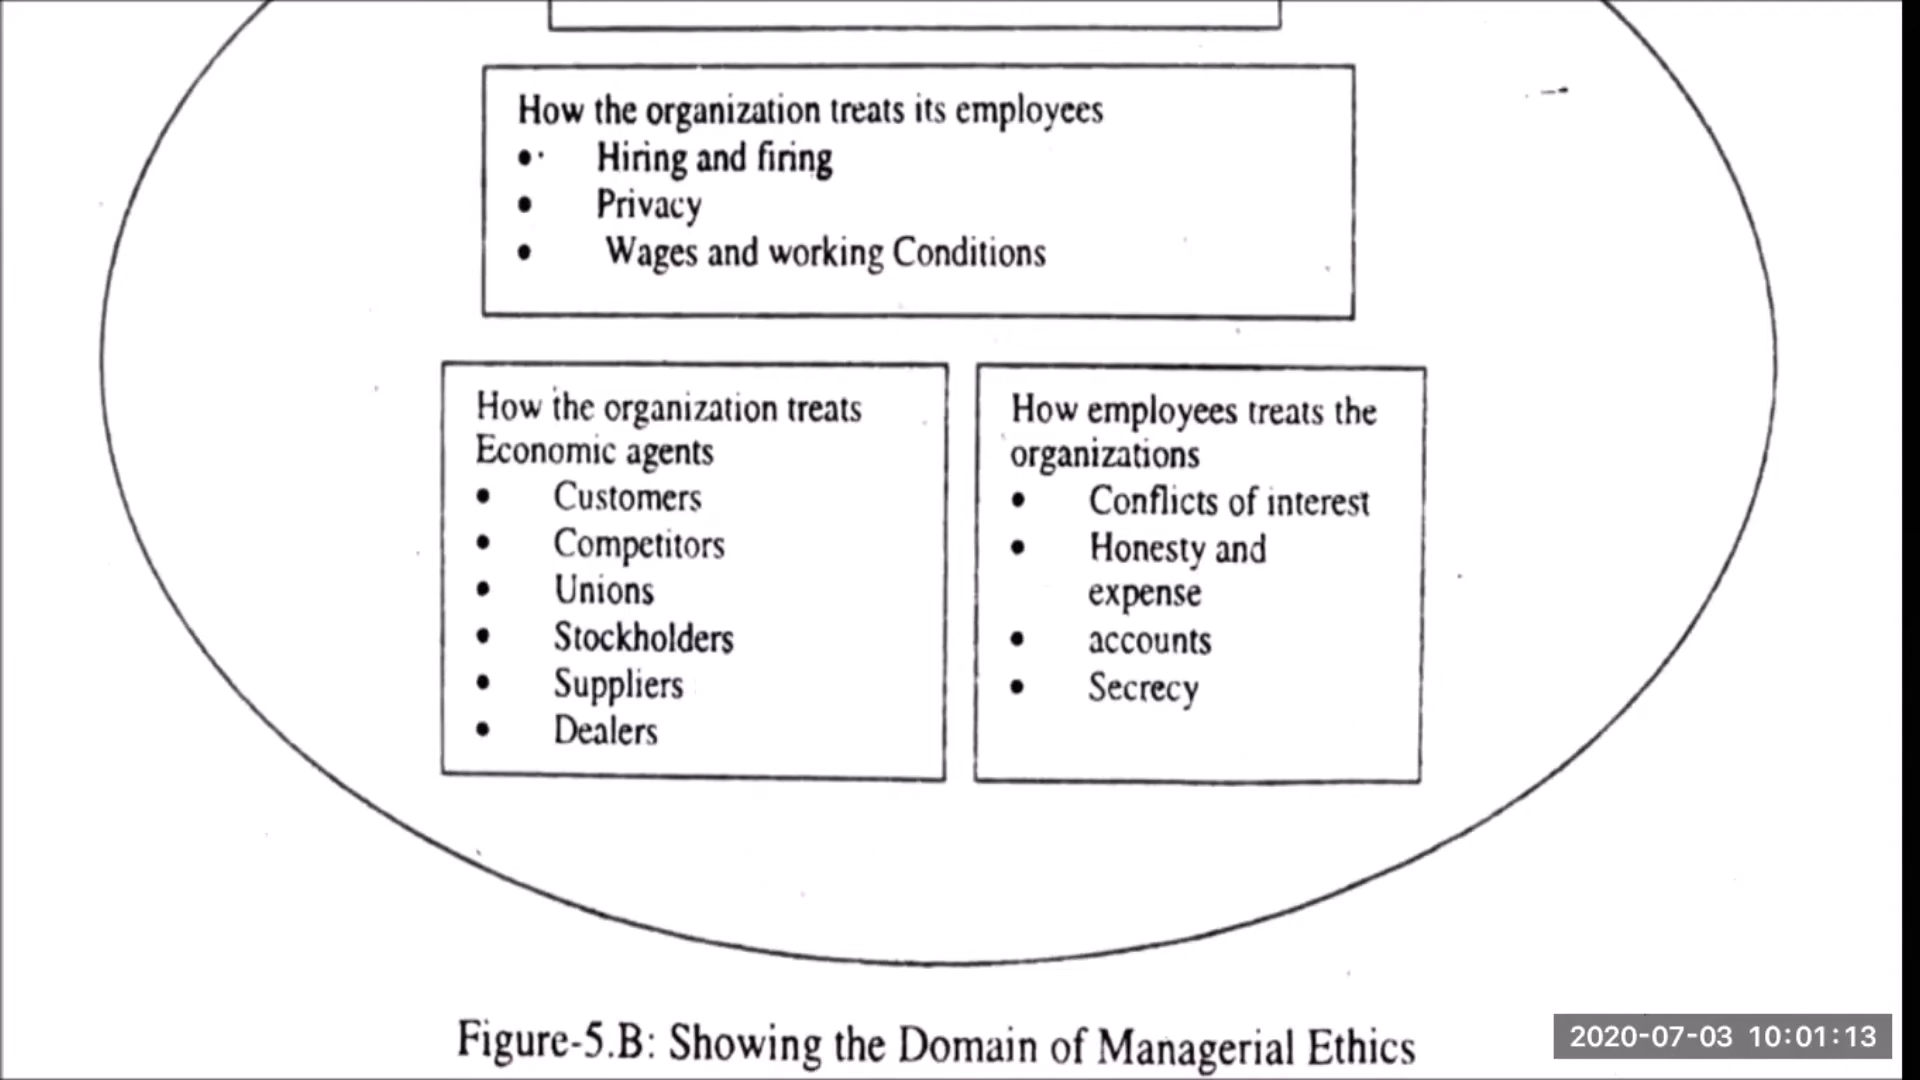 How the organization treats its employees
• Hiring and firing
• Privacy
• Wages and working Conditions
How the organization treats
Economic agents
• Customers
• Competitors
• Unions
• Stockholders
• Suppliers
• Dealers
How employees treats the
organizations
• Conflicts of interest
• Honesty and
expense
• accounts
• Secrecy
Figure-5.B: Showing the Domain of Managerial Ethics
2020-07-03 10:01:13